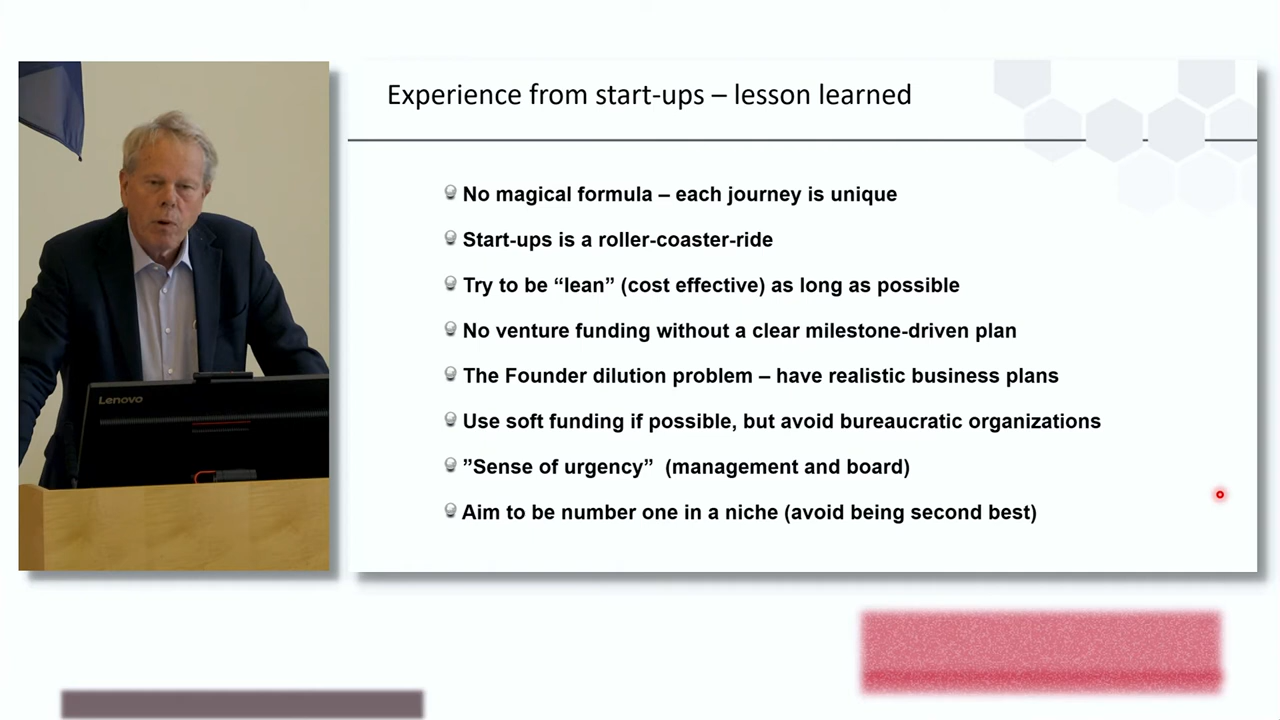 Experience from start-ups – lesson learned
No magical formula – each journey is unique
Start-ups is a roller-coaster-ride
Try to be “lean” (cost effective) as long as possible
No venture funding without a clear milestone-driven plan
The Founder dilution problem – have realistic business plans
Use soft funding if possible, but avoid bureaucratic organizations
”Sense of urgency” (management and board)
Aim to be number one in a niche (avoid being second best)
Lenovo